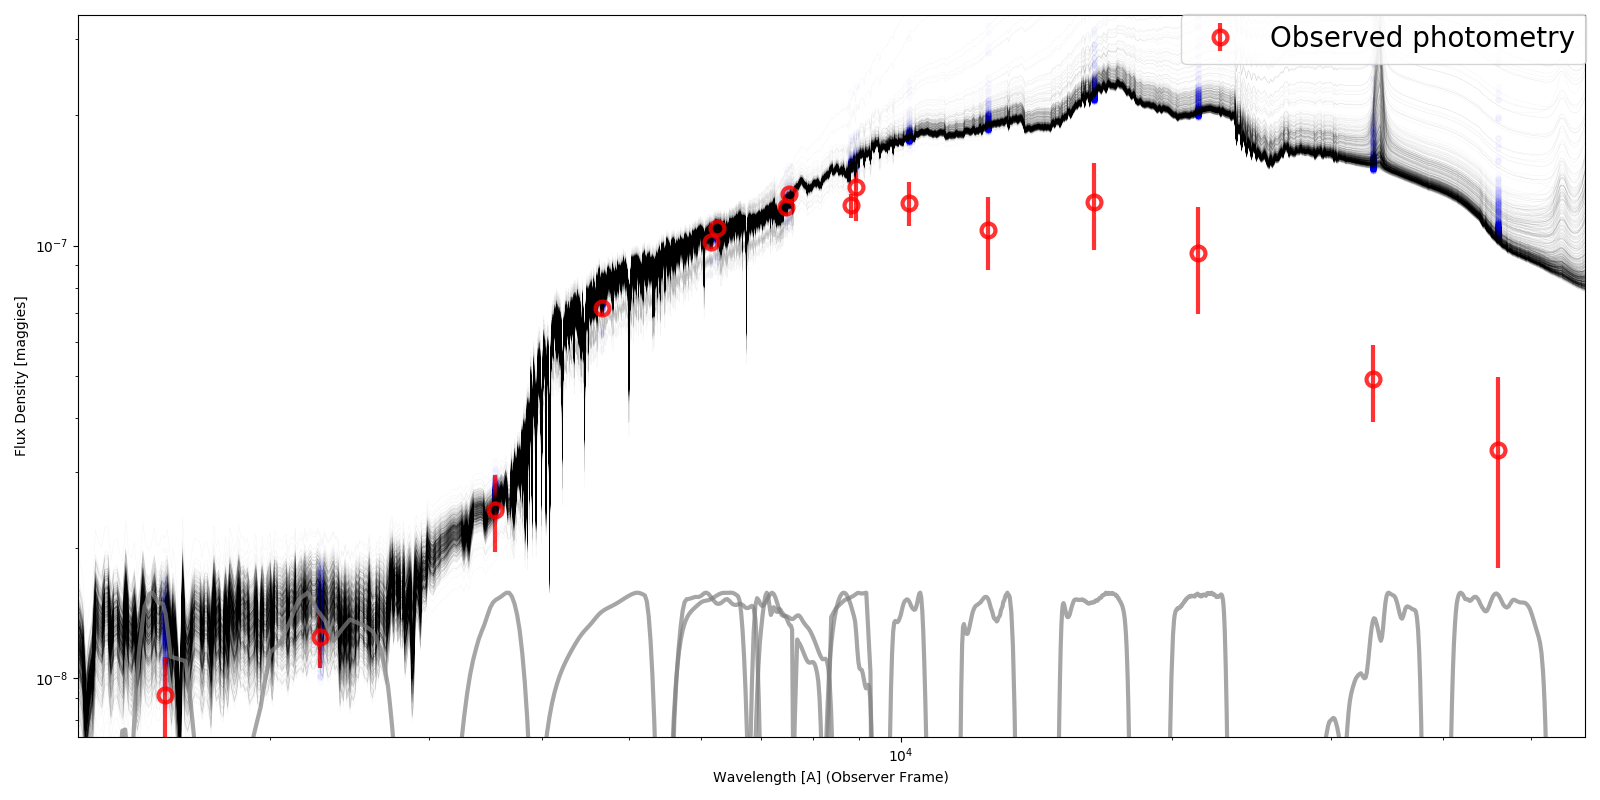 Observed photometry
Flux Density [maggies]
10⁻⁷
10⁻⁸
10⁴
Wavelength [A] (Observer Frame)